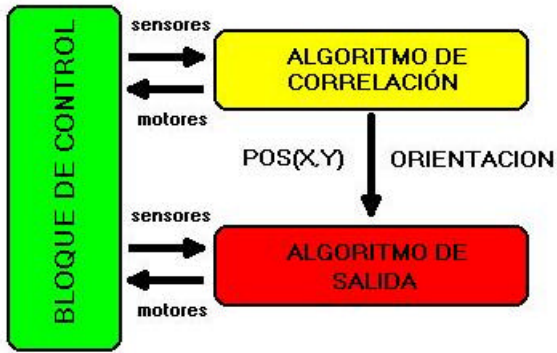 BLOQUE DE CONTROL
sensores
motores
ALGORITMO DE
CORRELACIÓN
POS(X,Y) ORIENTACION
sensores
motores
ALGORITMO DE
SALIDA